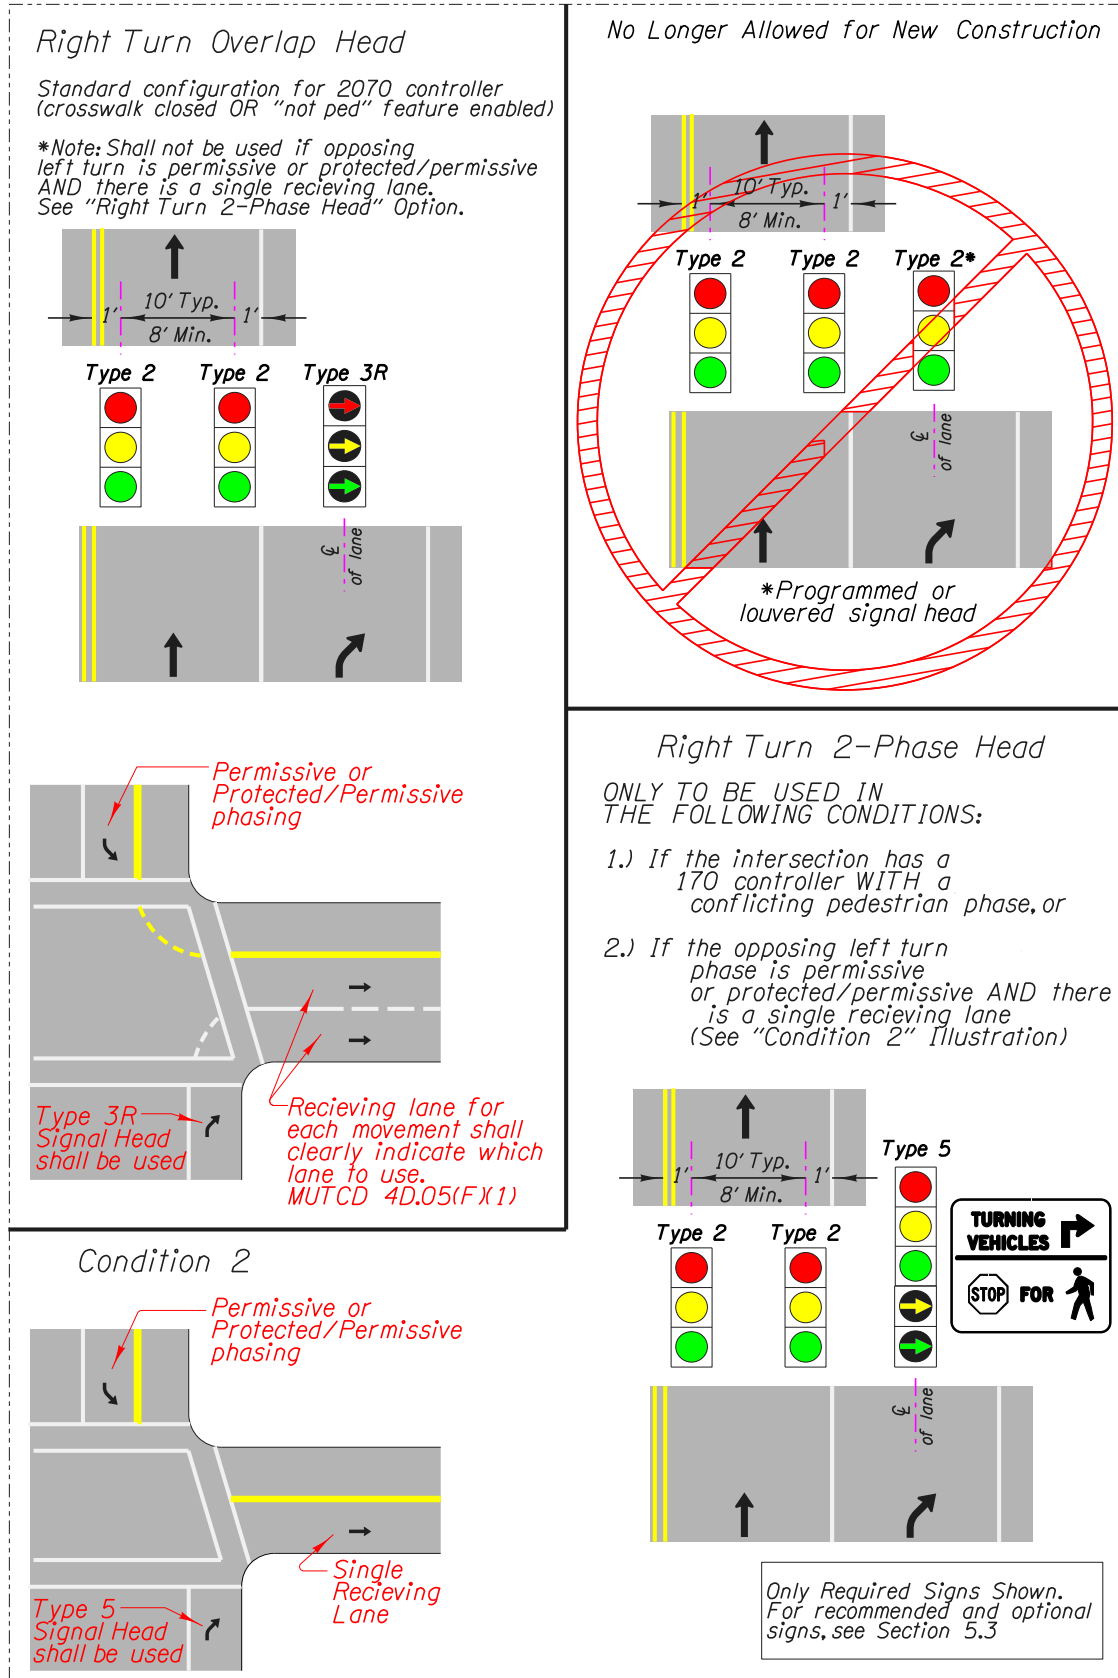 Right Turn Overlap Head
Standard configuration for 2070 controller
(crosswalk closed OR "not ped" feature enabled)
*Note: Shall not be used if opposing
left turn is permissive or protected/permissive
AND there is a single recieving lane.
See "Right Turn 2-Phase Head" Option.
1'
10' Typ.
8' Min.
1'
Type 2
Type 2
Type 3R
℄
of lane
Permissive or
Protected/Permissive
phasing
Type 3R
Signal Head
shall be used
Recieving lane for
each movement shall
clearly indicate which
lane to use.
MUTCD 4D.05(F)(1)
No Longer Allowed for New Construction
1'
10' Typ.
8' Min.
1'
Type 2
Type 2
Type 2*
℄
of lane
*Programmed or
louvered signal head
Right Turn 2-Phase Head
ONLY TO BE USED IN
THE FOLLOWING CONDITIONS:
1.) If the intersection has a
170 controller WITH a
conflicting pedestrian phase, or
2.) If the opposing left turn
phase is permissive
or protected/permissive AND there
is a single recieving lane
(See "Condition 2" Illustration)
1'
10' Typ.
8' Min.
1'
Type 5
Type 2
Type 2
TURNING
VEHICLES
STOP FOR
℄
of lane
Only Required Signs Shown.
For recommended and optional
signs, see Section 5.3
Condition 2
Permissive or
Protected/Permissive
phasing
Single
Recieving
Lane
Type 5
Signal Head
shall be used